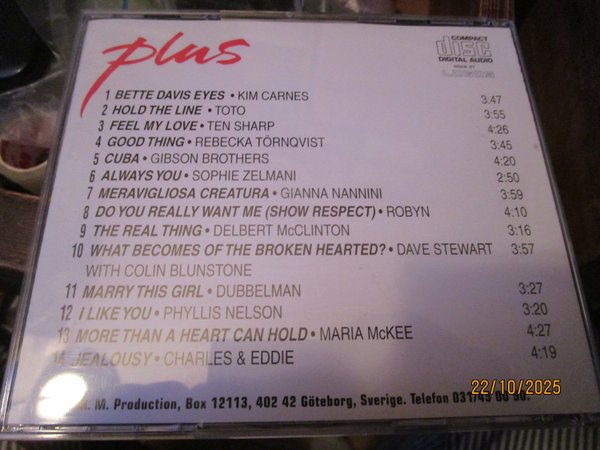 plus
COMPACT
disc
DIGITAL AUDIO
1 BETTE DAVIS EYES • KIM CARNES 3:47
2 HOLD THE LINE • TOTO 3:55
3 FEEL MY LOVE • TEN SHARP 4:26
4 GOOD THING • REBECKA TÖRNQVIST 3:45
5 CUBA • GIBSON BROTHERS 4:20
6 ALWAYS YOU • SOPHIE ZELMANI 2:50
7 MERAVIGLIOSA CREATURA • GIANNA NANNINI 3:59
8 DO YOU REALLY WANT ME (SHOW RESPECT) • ROBYN 4:10
9 THE REAL THING • DELBERT McCLINTON 3:16
10 WHAT BECOMES OF THE BROKEN HEARTED? • DAVE STEWART 3:57
WITH COLIN BLUNSTONE
11 MARRY THIS GIRL • DUBBELMAN 3:27
12 I LIKE YOU • PHYLLIS NELSON 3:20
13 MORE THAN A HEART CAN HOLD • MARIA McKEE 4:27
14 JEALOUSY • CHARLES & EDDIE 4:19
M. Production, Box 12113, 402 42 Göteborg, Sverige. Telefon
22/10/2025